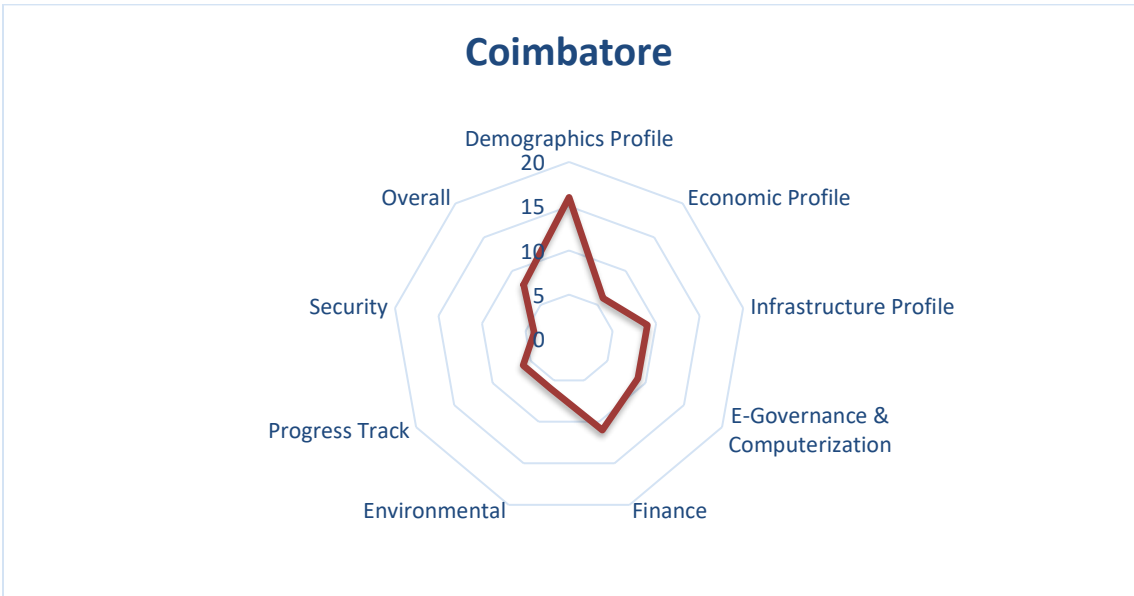 Coimbatore
Demographics Profile
20
Overall
Economic Profile
15
10
Security
5
Infrastructure Profile
0
E-Governance &
Computerization
Progress Track
Environmental
Finance